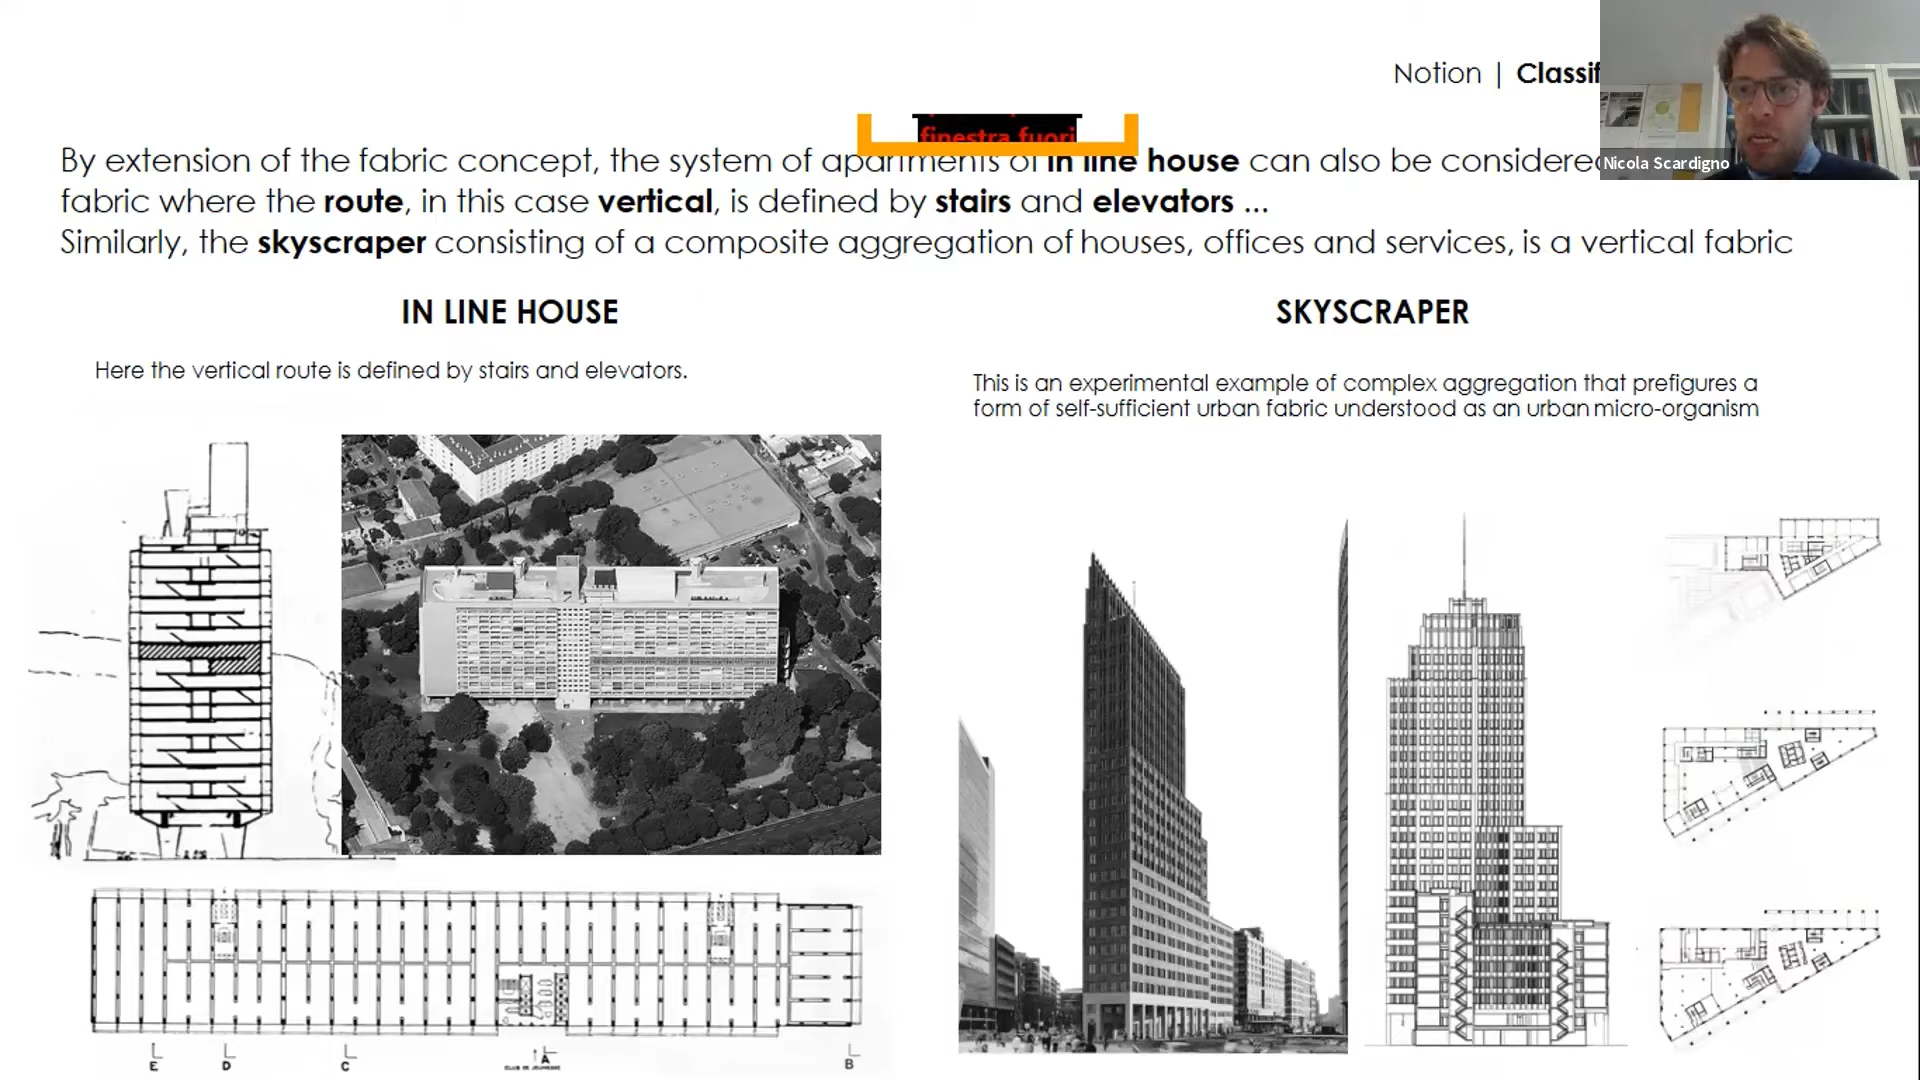 Notion | Classif
Nicola Scardigno
finestra fuori
By extension of the fabric concept, the system of apartments of in line house can also be considered
fabric where the route, in this case vertical, is defined by stairs and elevators ...
Similarly, the skyscraper consisting of a composite aggregation of houses, offices and services, is a vertical fabric
IN LINE HOUSE
Here the vertical route is defined by stairs and elevators.
SKYSCRAPER
This is an experimental example of complex aggregation that prefigures a
form of self-sufficient urban fabric understood as an urban micro-organism
E D C A B
CLUB DE JEUNESSE